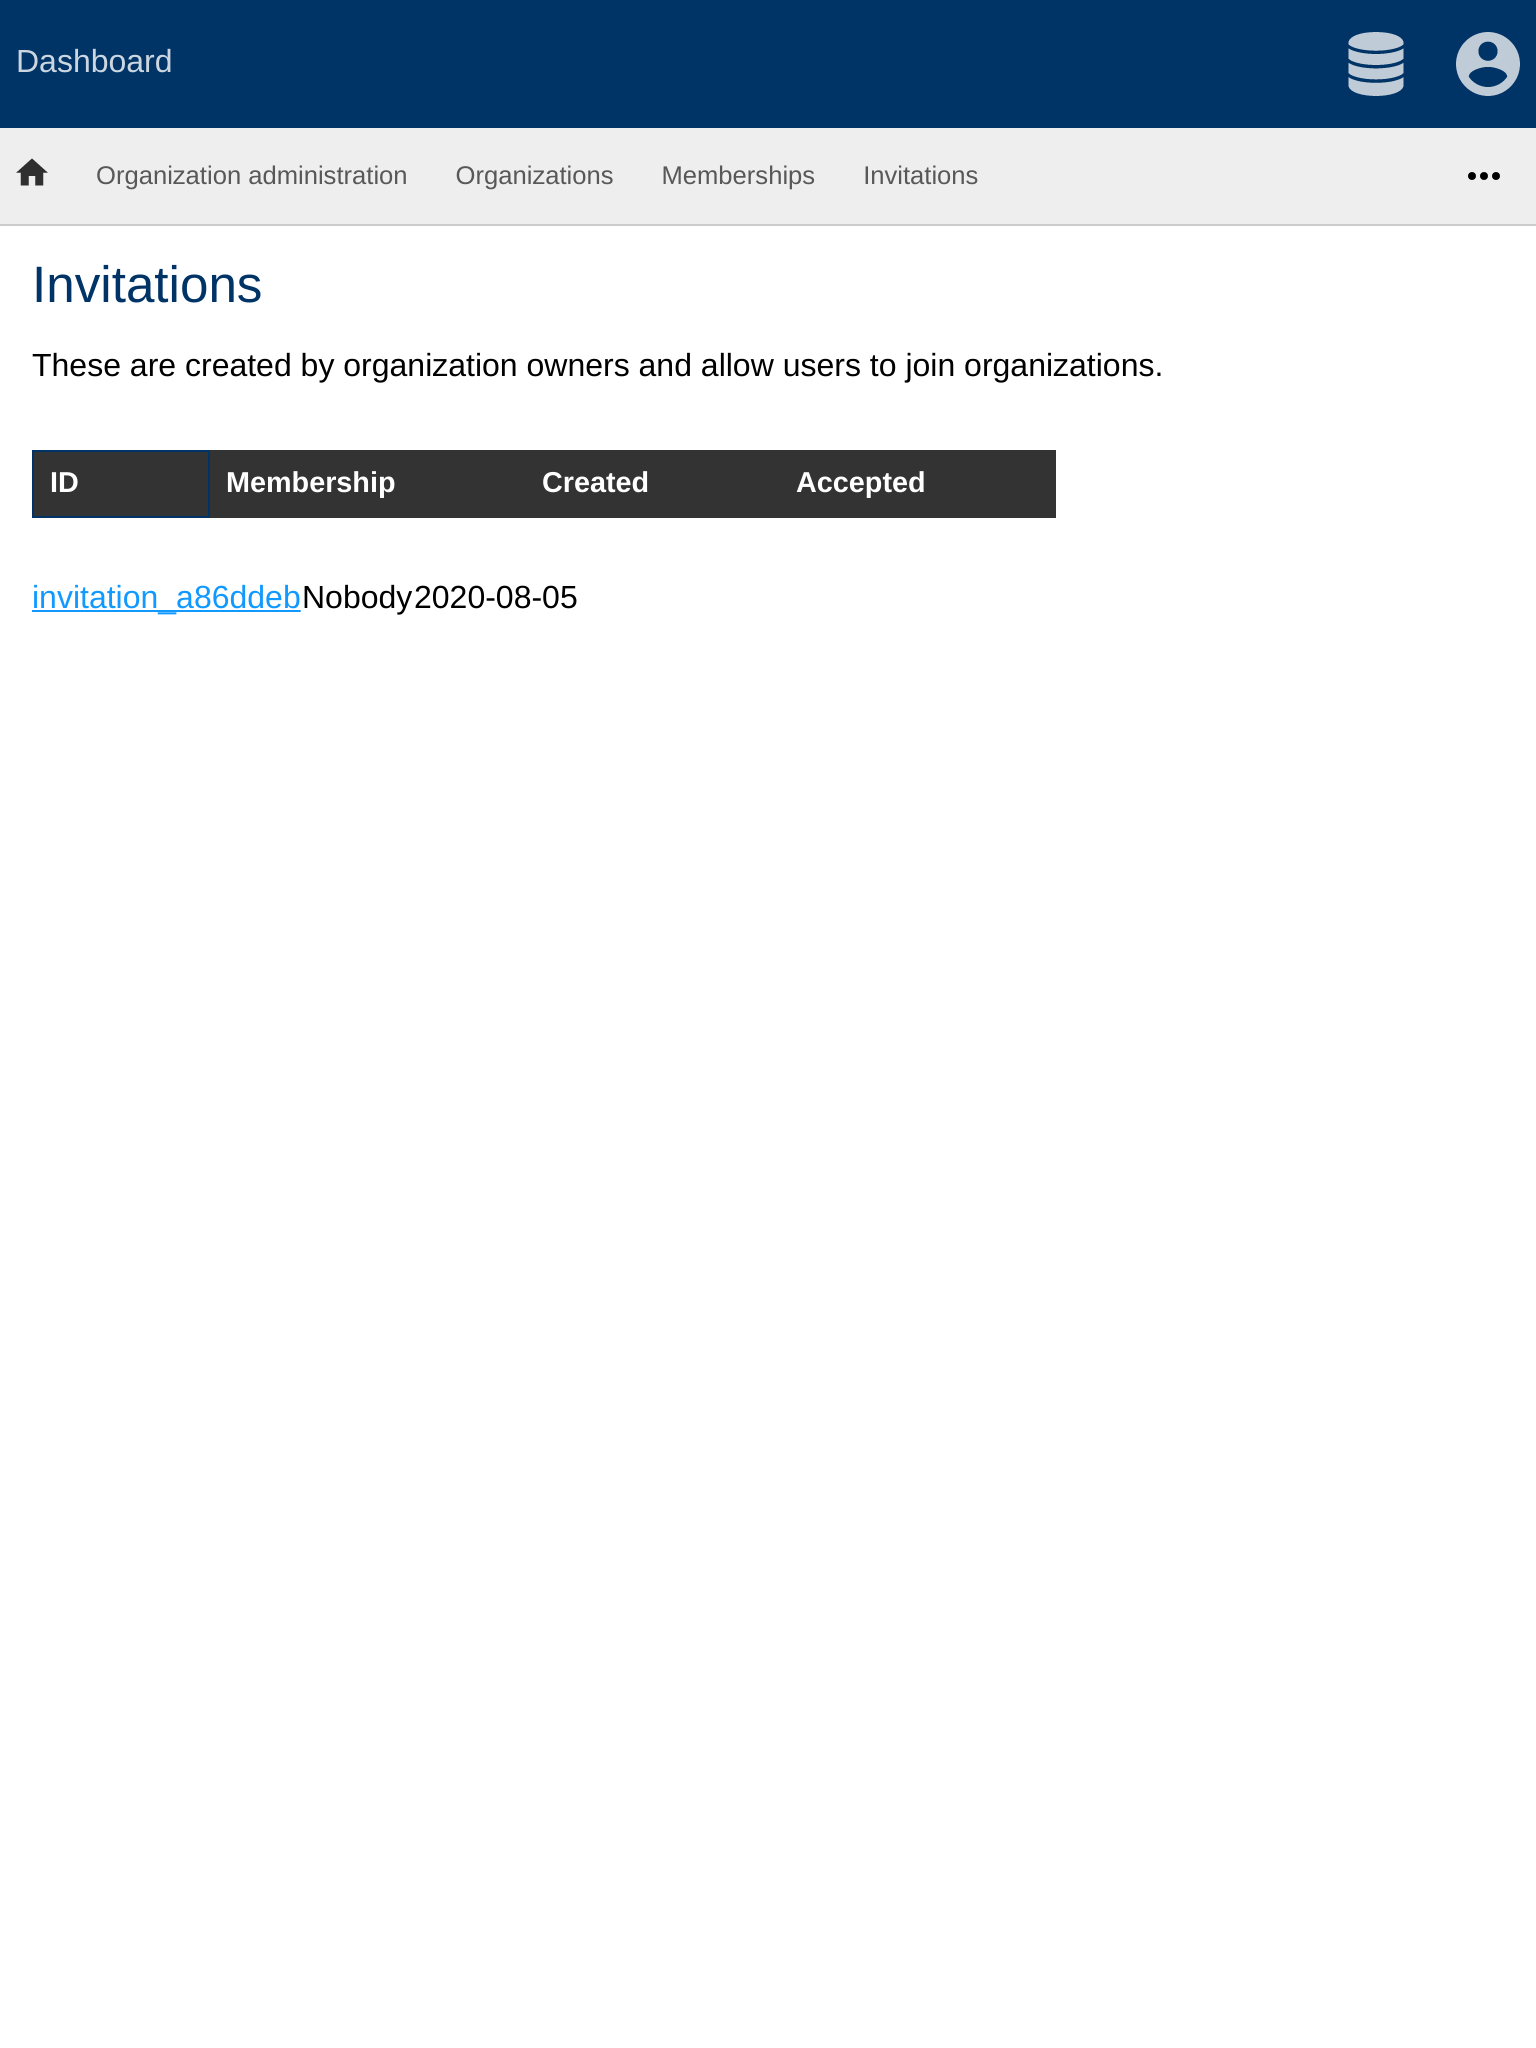 Dashboard
Organization administration Organizations Memberships Invitations
Invitations
These are created by organization owners and allow users to join organizations.
ID Membership Created Accepted
invitation_a86ddebNobody2020-08-05